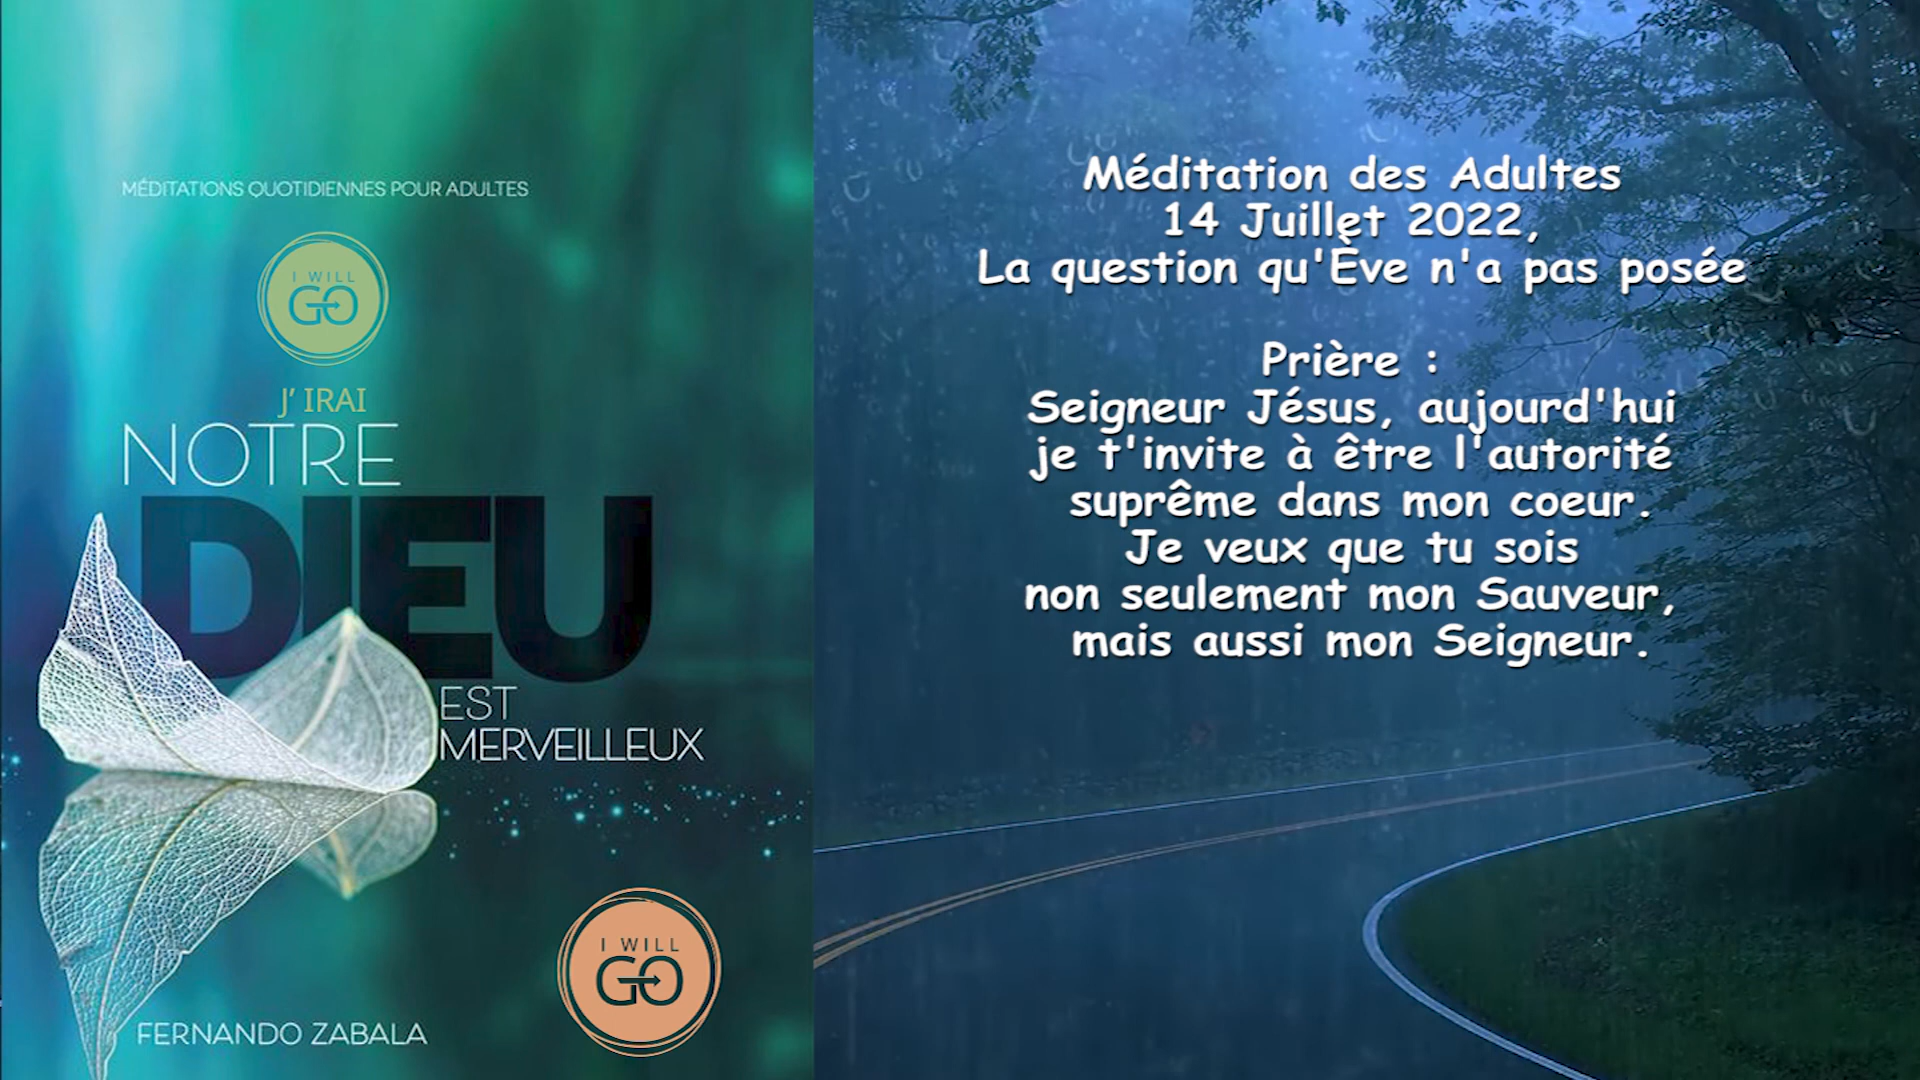 MÉDITATIONS QUOTIDIENNES POUR ADULTES
I WILL
GO
J' IRAI
NOTRE
DIEU
EST
MERVEILLEUX
I WILL
GO
FERNANDO ZABALA
Méditation des Adultes
14 Juillet 2022,
La question qu'Ève n'a pas posée
Prière :
Seigneur Jésus, aujourd'hui
je t'invite à être l'autorité
suprême dans mon coeur.
Je veux que tu sois
non seulement mon Sauveur,
mais aussi mon Seigneur.